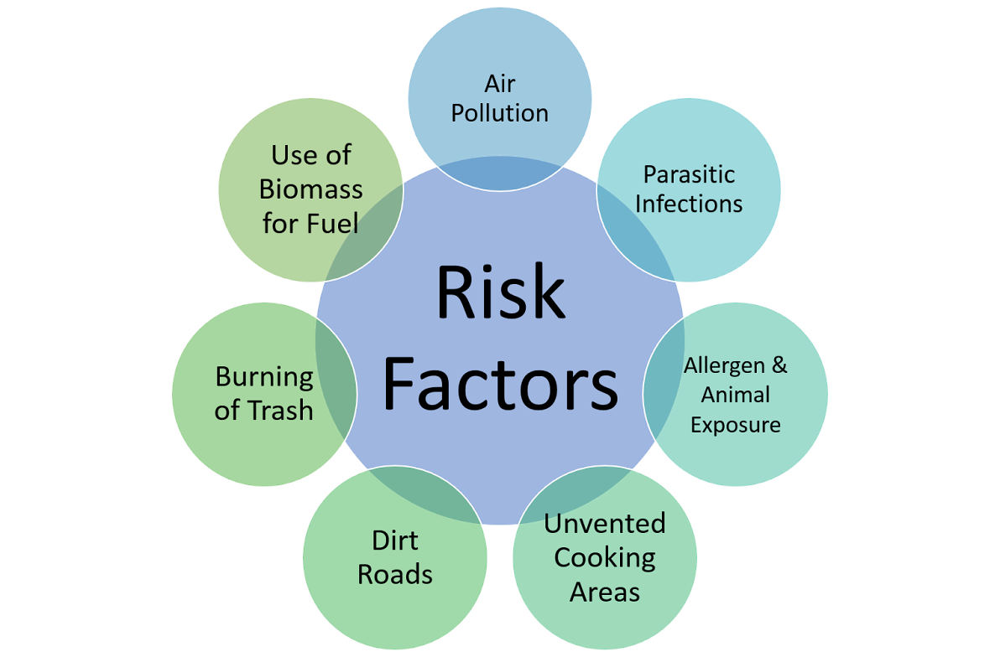 Air
Pollution
Parasitic
Infections
Allergen &
Animal
Exposure
Unvented
Cooking
Areas
Dirt
Roads
Burning
of Trash
Use of
Biomass
for Fuel
Risk
Factors